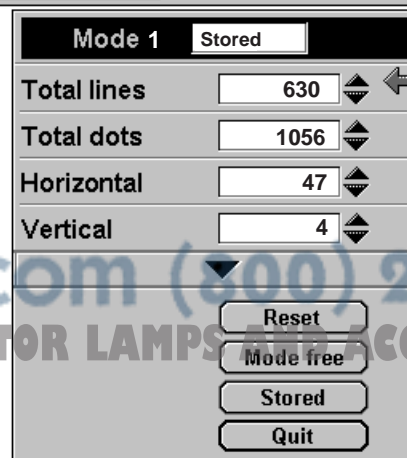 Mode 1 Stored
Total lines 630
Total dots 1056
Horizontal 47
Vertical 4
com (800) 2
TOR LAMPS AND ACC
Reset
Mode free
Stored
Quit